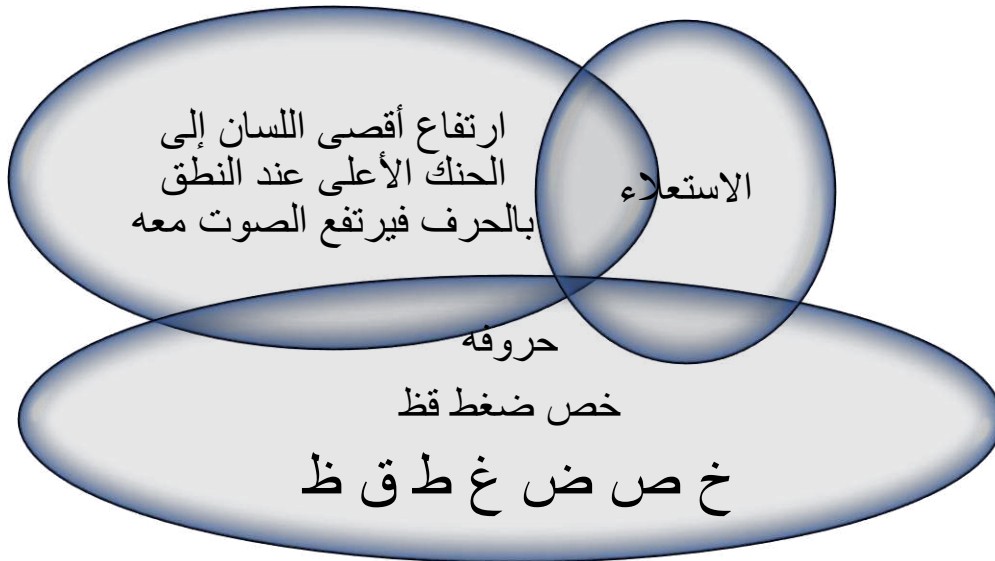 الاستعلاء
ارتفاع أقصى اللسان إلى
الحنك الأعلى عند النطق
بالحرف فيرتفع الصوت معه
حروفه
خص ضغط قظ
خ ص ض غ ط ق ظ